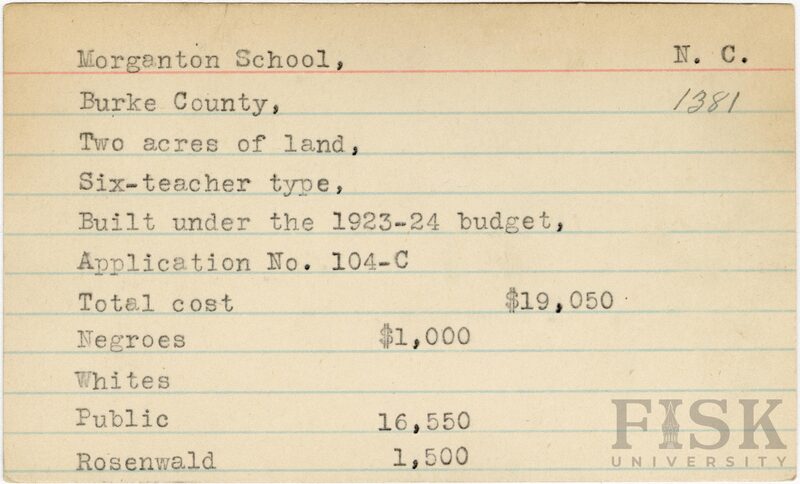 Morganton School, N. C.
Burke County, 1381
Two acres of land,
Six-teacher type,
Built under the 1923-24 budget,
Application No. 104-C
Total cost $19,050
Negroes $1,000
Whites
Public 16,550
Rosenwald 1,500
FISK
UNIVERSITY